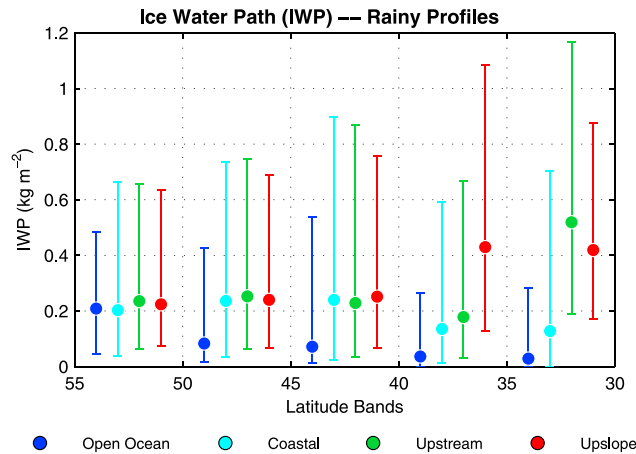 Ice Water Path (IWP) –– Rainy Profiles
1.2
1
0.8
0.6
0.4
0.2
0
IWP (kg m⁻²)
55 50 45 40 35 30
Latitude Bands
Open Ocean Coastal Upstream Upslope